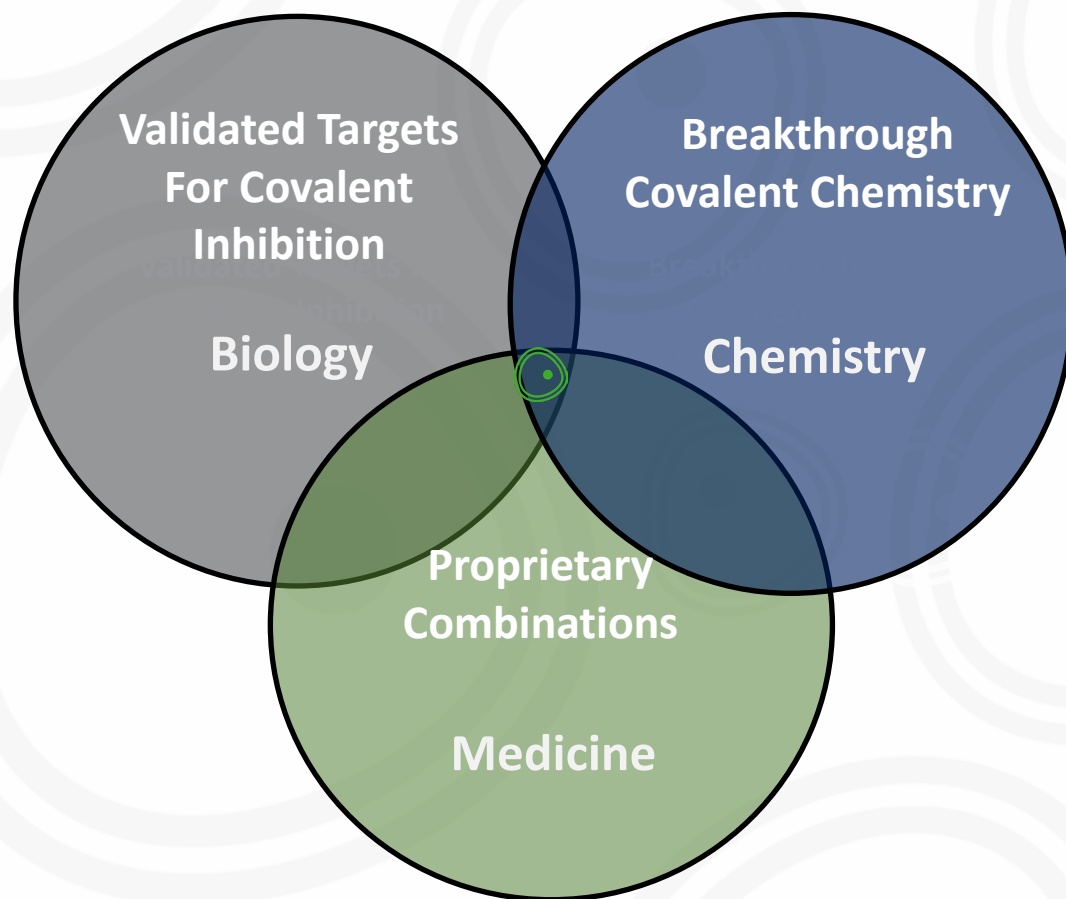 Validated Targets
For Covalent
Inhibition
Biology
Breakthrough
Covalent Chemistry
Chemistry
Proprietary
Combinations
Medicine